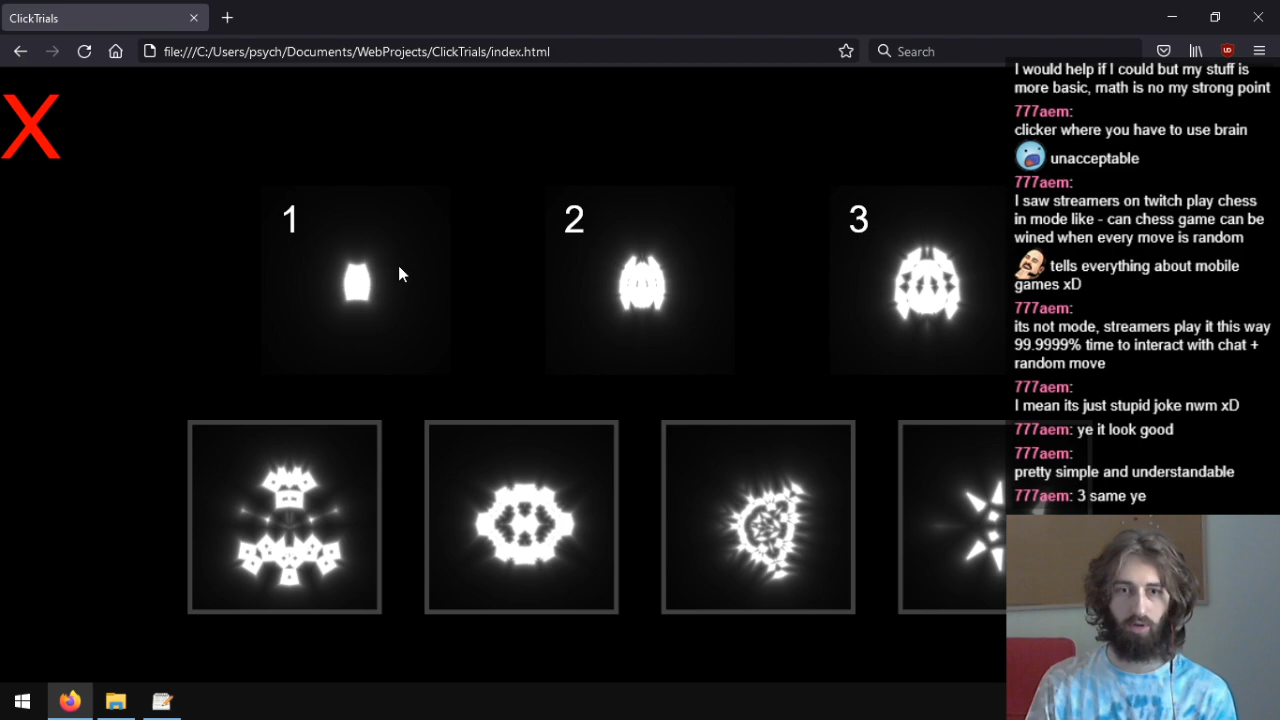 ClickTrials
file:///C:/Users/psych/Documents/WebProjects/ClickTrials/index.html
Search
I would help if I could but my stuff is
more basic, math is no my strong point
777aem:
clicker where you have to use brain
unacceptable
777aem:
I saw streamers on twitch play chess
in mode like - can chess game can be
wined when every move is random
tells everything about mobile
games xD
777aem:
its not mode, streamers play it this way
99.9999% time to interact with chat +
random move
777aem:
I mean its just stupid joke nwm xD
777aem: ye it look good
777aem:
pretty simple and understandable
777aem: 3 same ye
X
1
2
3